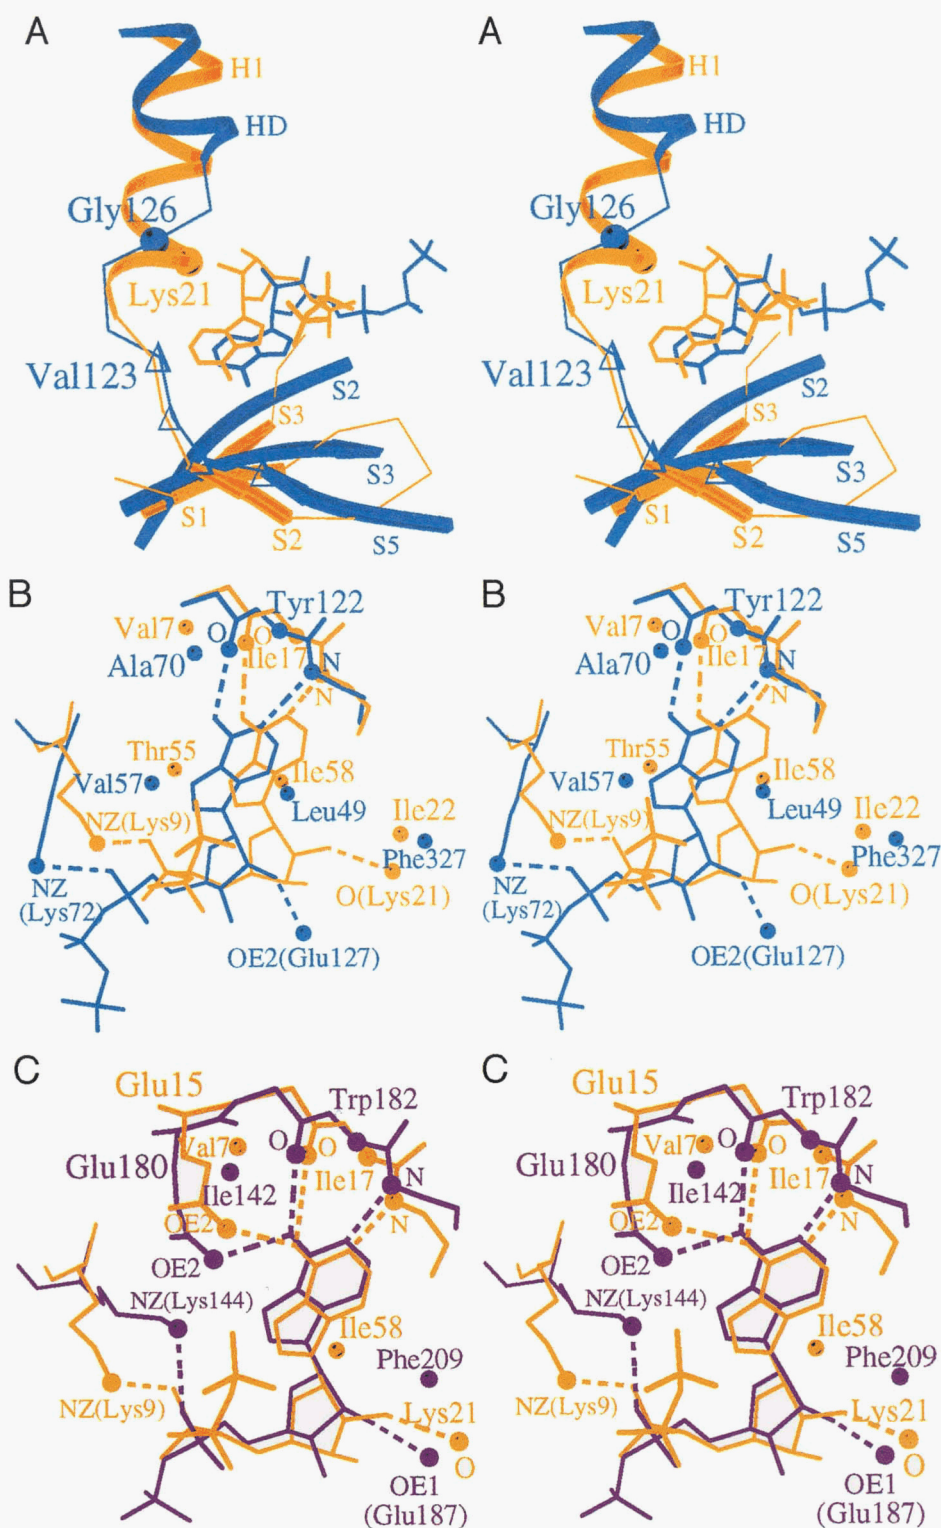 A
A
H1
H1
HD
HD
Gly126
Gly126
Lys21
Lys21
Val123
Val123
S2
S2
S3
S3
S3
S3
S1
S1
S2
S2
S5
S5
B
B
Tyr122
Tyr122
Val7
O
O
Val7
O
O
Ala70
Ile17
N
Ala70
Ile17
N
N
N
Thr55
Thr55
Val57
Ile58
Val57
Ile58
Leu49
Leu49
NZ(Lys9)
Ile22
NZ(Lys9)
Ile22
Phe327
Phe327
NZ
(Lys72)
O(Lys21)
NZ
(Lys72)
O(Lys21)
OE2(Glu127)
OE2(Glu127)
C
C
Glu15
Trp182
Glu15
Trp182
Val7
O
O
Val7
O
O
Glu180
Ile142
Ile17
N
Glu180
Ile142
Ile17
N
OE2
N
OE2
N
OE2
OE2
NZ(Lys144)
NZ(Lys144)
Ile58
Ile58
Phe209
Phe209
NZ(Lys9)
Lys21
NZ(Lys9)
Lys21
O
O
OE1
(Glu187)
OE1
(Glu187)